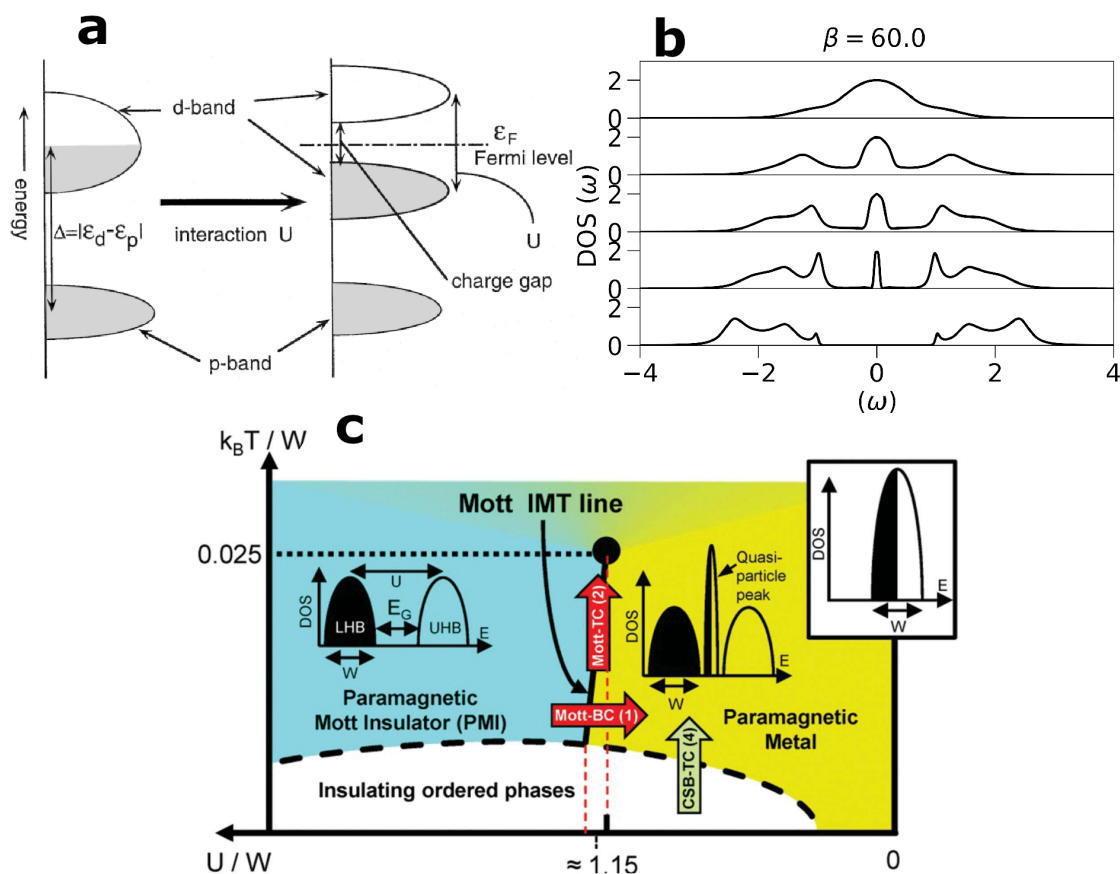 a
energy
d-band
Δ=|εd-εp|
interaction U
p-band
εF
Fermi level
U
charge gap
b
β = 60.0
DOS (ω)
2
0
2
0
2
0
2
0
2
0
−4
−2
0
2
4
(ω)
c
kBT / W
0.025
Mott IMT line
DOS
U
LHB
EG
UHB
E
W
Paramagnetic
Mott Insulator (PMI)
Mott-TC (2)
Mott-BC (1)
Quasi-
particle
peak
DOS
E
W
Paramagnetic
Metal
CSB-TC (4)
DOS
E
W
Insulating ordered phases
U / W
≈ 1.15
0